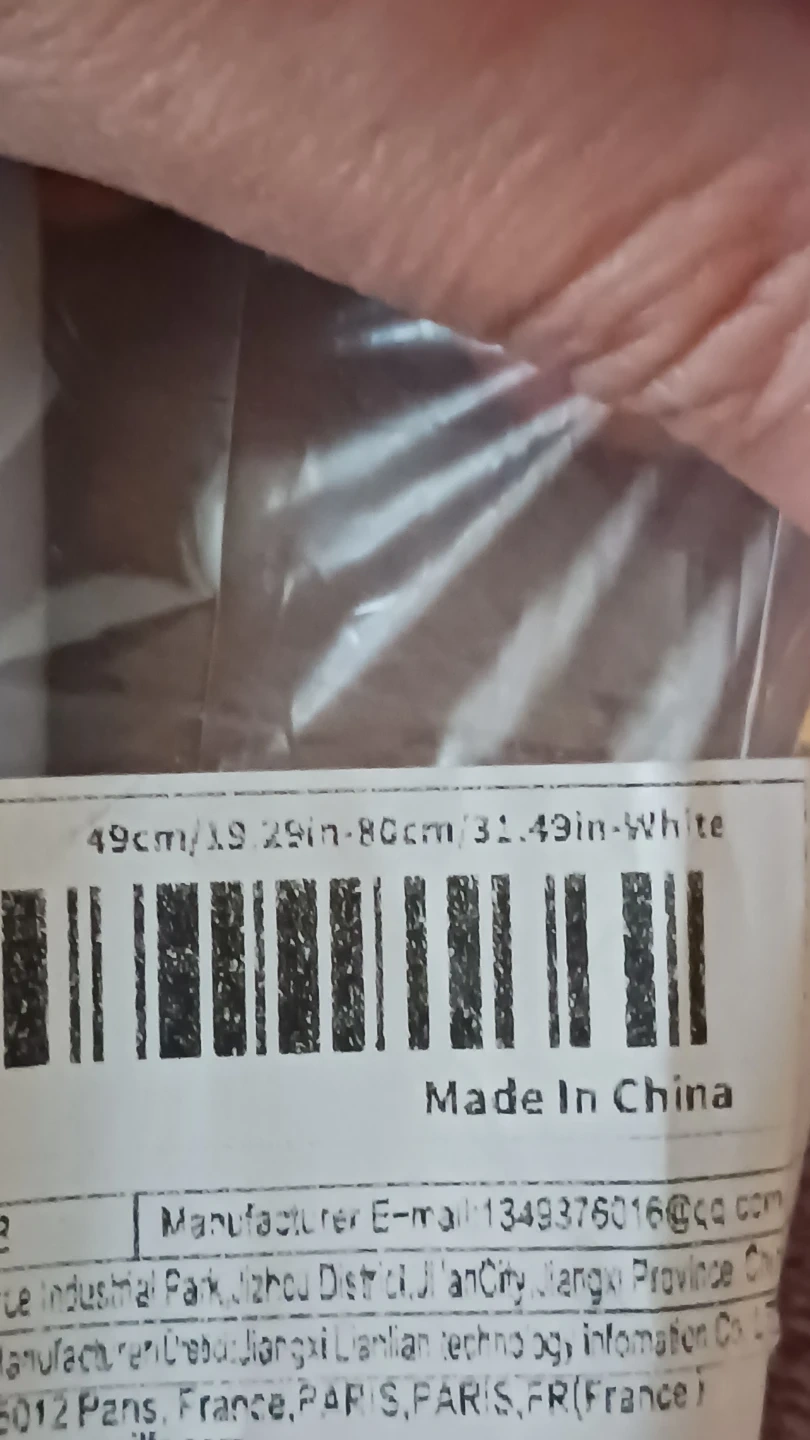 49cm/19.29in-80cm/31.49in-White
Made In China
Manufacturer E-mail:1349376016@qq.com
Industrial Park,Jizhou District,Ji'anCity,Jiangxi Province
Jiangxi Lianlian technology infomation Co.
Paris, France,PARIS,PARIS,FR(France)